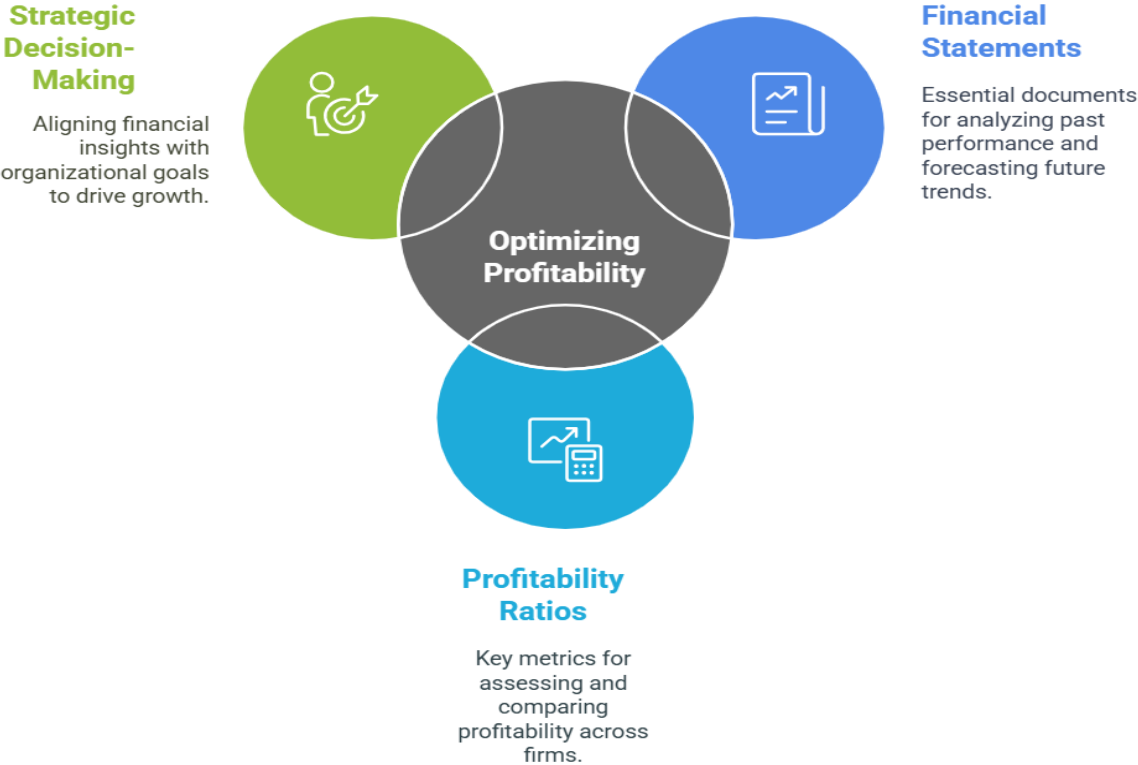 Strategic
Decision-
Making
Aligning financial
insights with
organizational goals
to drive growth.
Financial
Statements
Essential documents
for analyzing past
performance and
forecasting future
trends.
Optimizing
Profitability
Profitability
Ratios
Key metrics for
assessing and
comparing
profitability across
firms.